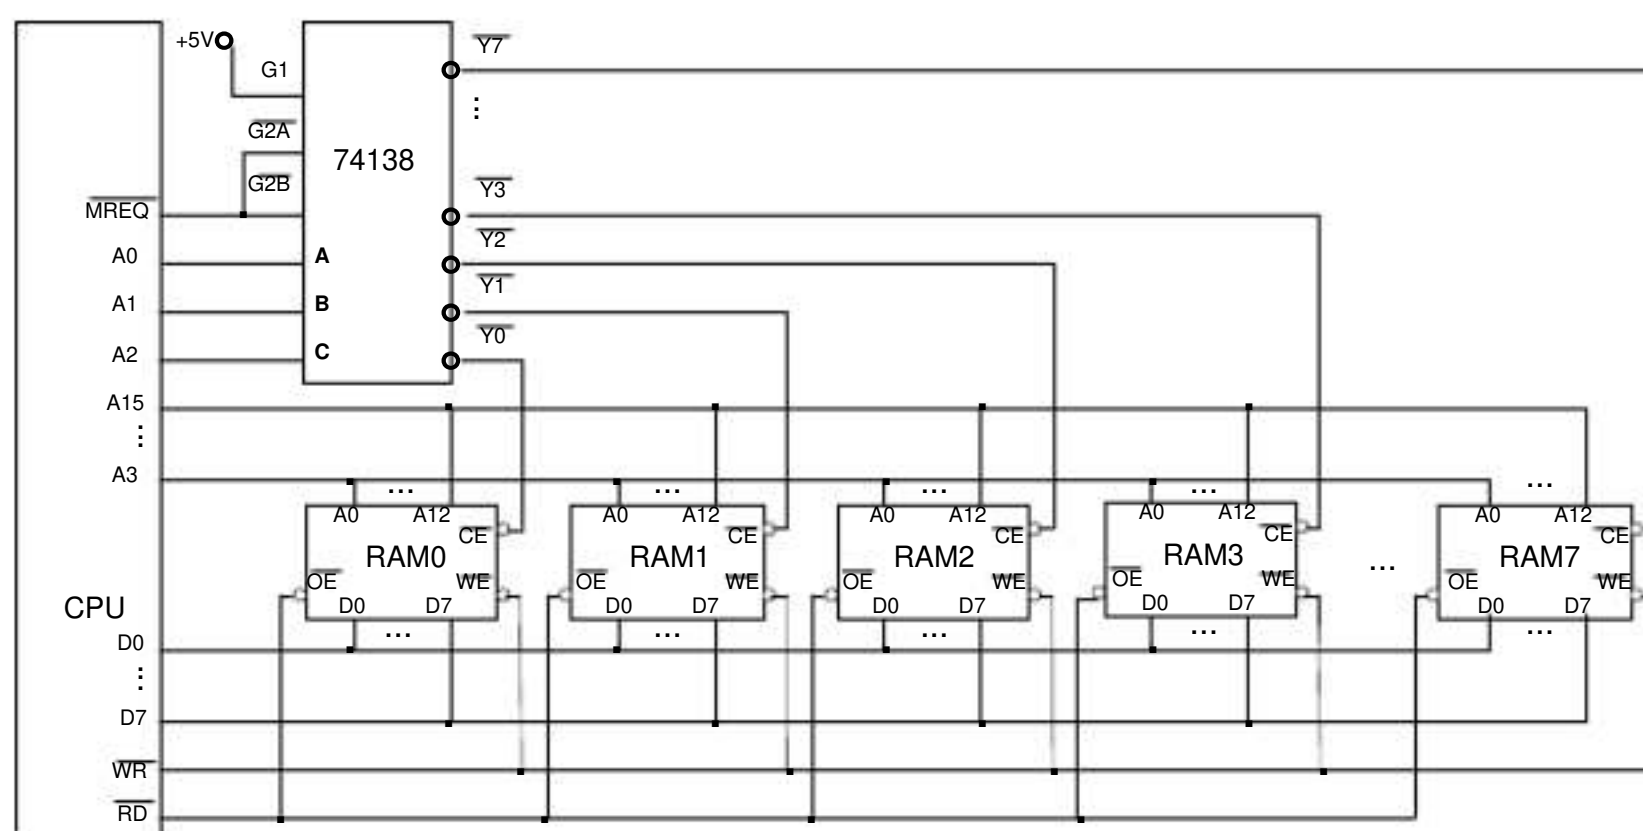 +5V
G1
G2A
G2B
74138
MREQ
A0
A1
A2
A
B
C
Y7
⋮
Y3
Y2
Y1
Y0
A15
⋮
A3
A0 ... A12
CE
RAM0
OE
WE
D0 ... D7
A0 ... A12
CE
RAM1
OE
WE
D0 ... D7
A0 ... A12
CE
RAM2
OE
WE
D0 ... D7
A0 ... A12
CE
RAM3
OE
WE
D0 ... D7
...
A0 ... A12
CE
RAM7
OE
WE
D0 ... D7
CPU
D0
⋮
D7
WR
RD